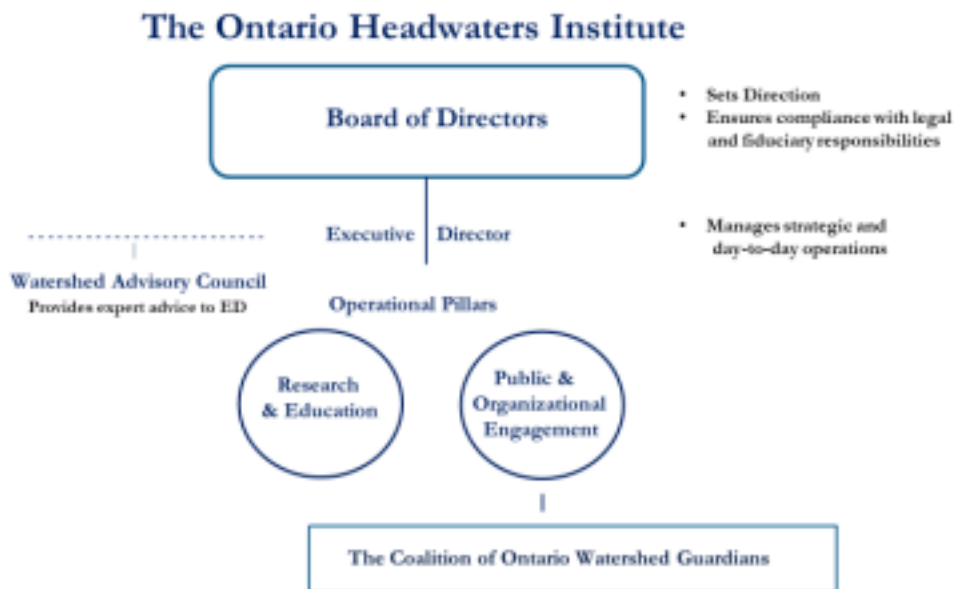 The Ontario Headwaters Institute
Board of Directors
• Sets Direction
• Ensures compliance with legal
and fiduciary responsibilities
Executive Director
• Manages strategic and
day-to-day operations
Watershed Advisory Council
Provides expert advice to ED
Operational Pillars
Research
& Education
Public &
Organizational
Engagement
The Coalition of Ontario Watershed Guardians